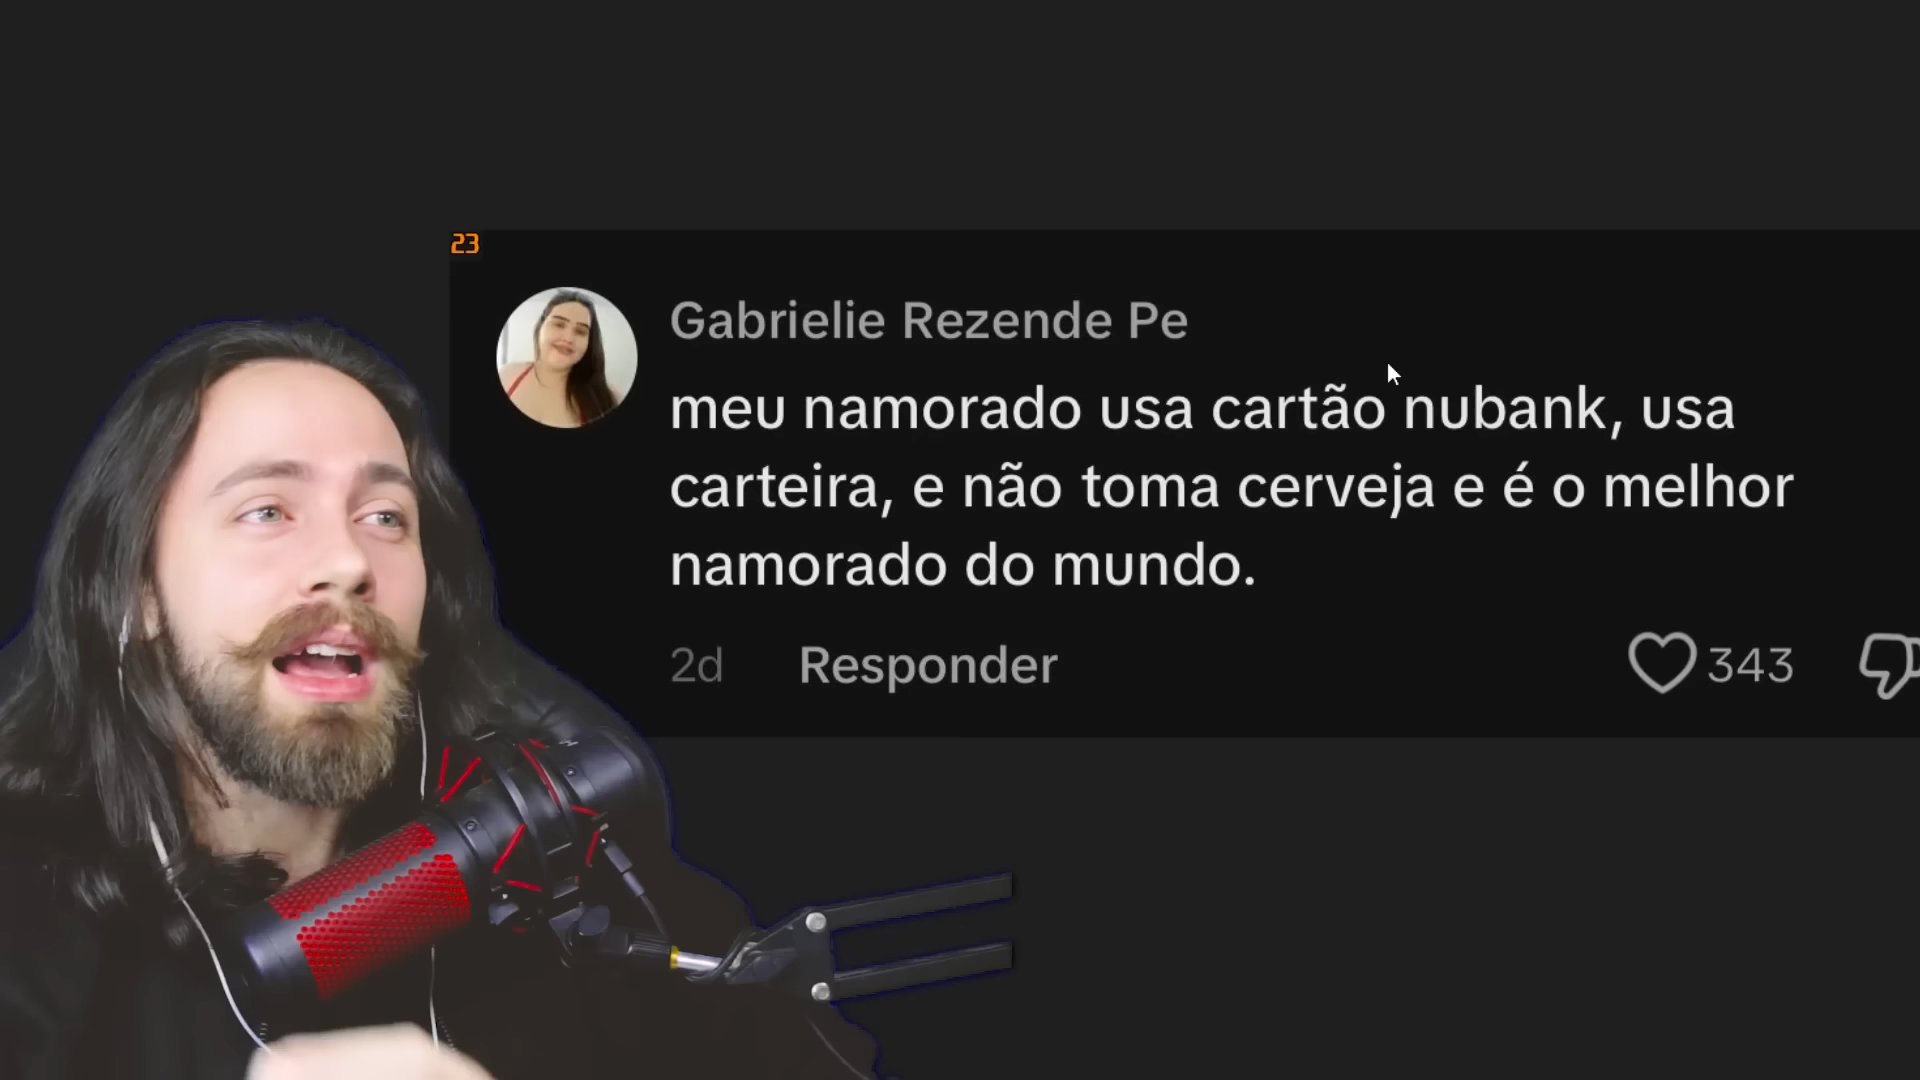 23
Gabrielie Rezende Pe
meu namorado usa cartão nubank, usa
carteira, e não toma cerveja e é o melhor
namorado do mundo.
2d Responder 343